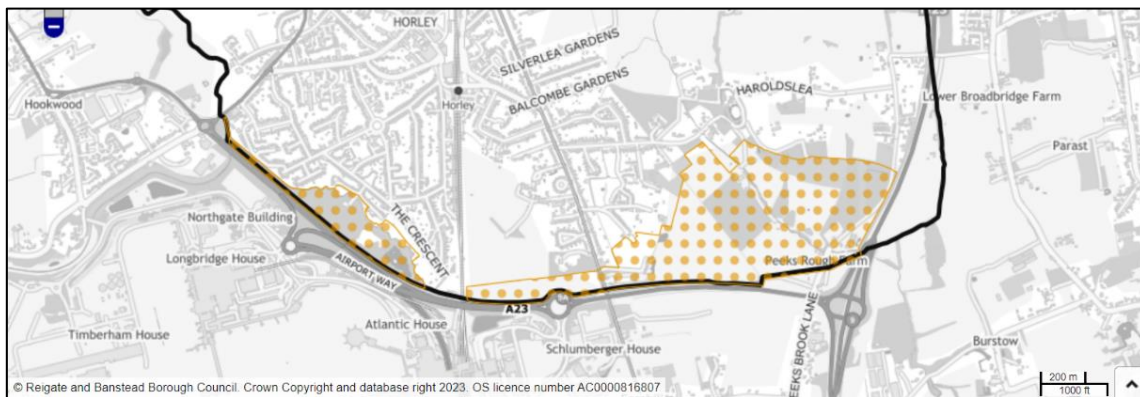 HORLEY
SILVERLEA GARDENS
BALCOMBE GARDENS
HAROLDSLEA
Hookwood
Horley
Lower Broadbridge Farm
Parast
THE CRESCENT
Northgate Building
Longbridge House
AIRPORT WAY
Peeks Rough Farm
A23
Atlantic House
Timberham House
Schlumberger House
EEKS BROOK LANE
Burstow
© Reigate and Banstead Borough Council. Crown Copyright and database right 2023. OS licence number AC0000816807
200 m
1000 ft